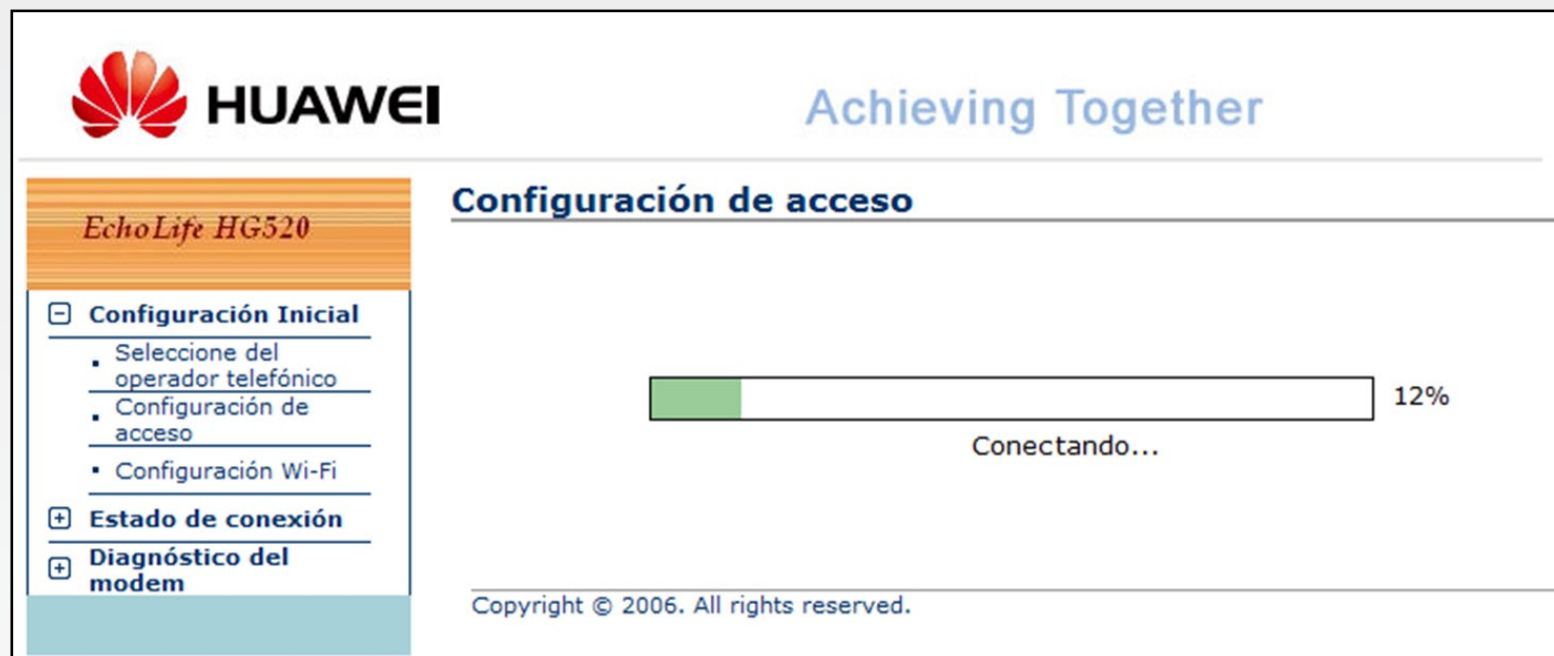 HUAWEI
Achieving Together
EchoLife HG520
Configuración Inicial
Seleccione del
operador telefónico
Configuración de
acceso
Configuración Wi-Fi
Estado de conexión
Diagnóstico del
modem
Configuración de acceso
12%
Conectando...
Copyright © 2006. All rights reserved.